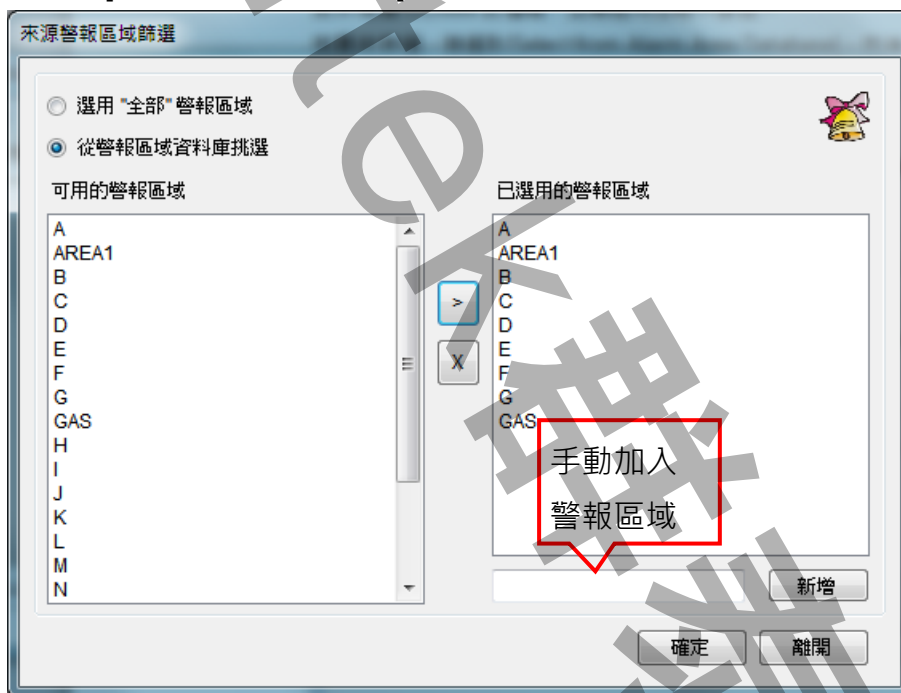 來源警報區域篩選
選用 "全部" 警報區域
從警報區域資料庫挑選
可用的警報區域
A
AREA1
B
C
D
E
F
G
GAS
H
I
J
K
L
M
N
>
X
已選用的警報區域
A
AREA1
B
C
D
E
F
G
GAS
手動加入
警報區域
新增
確定
離開